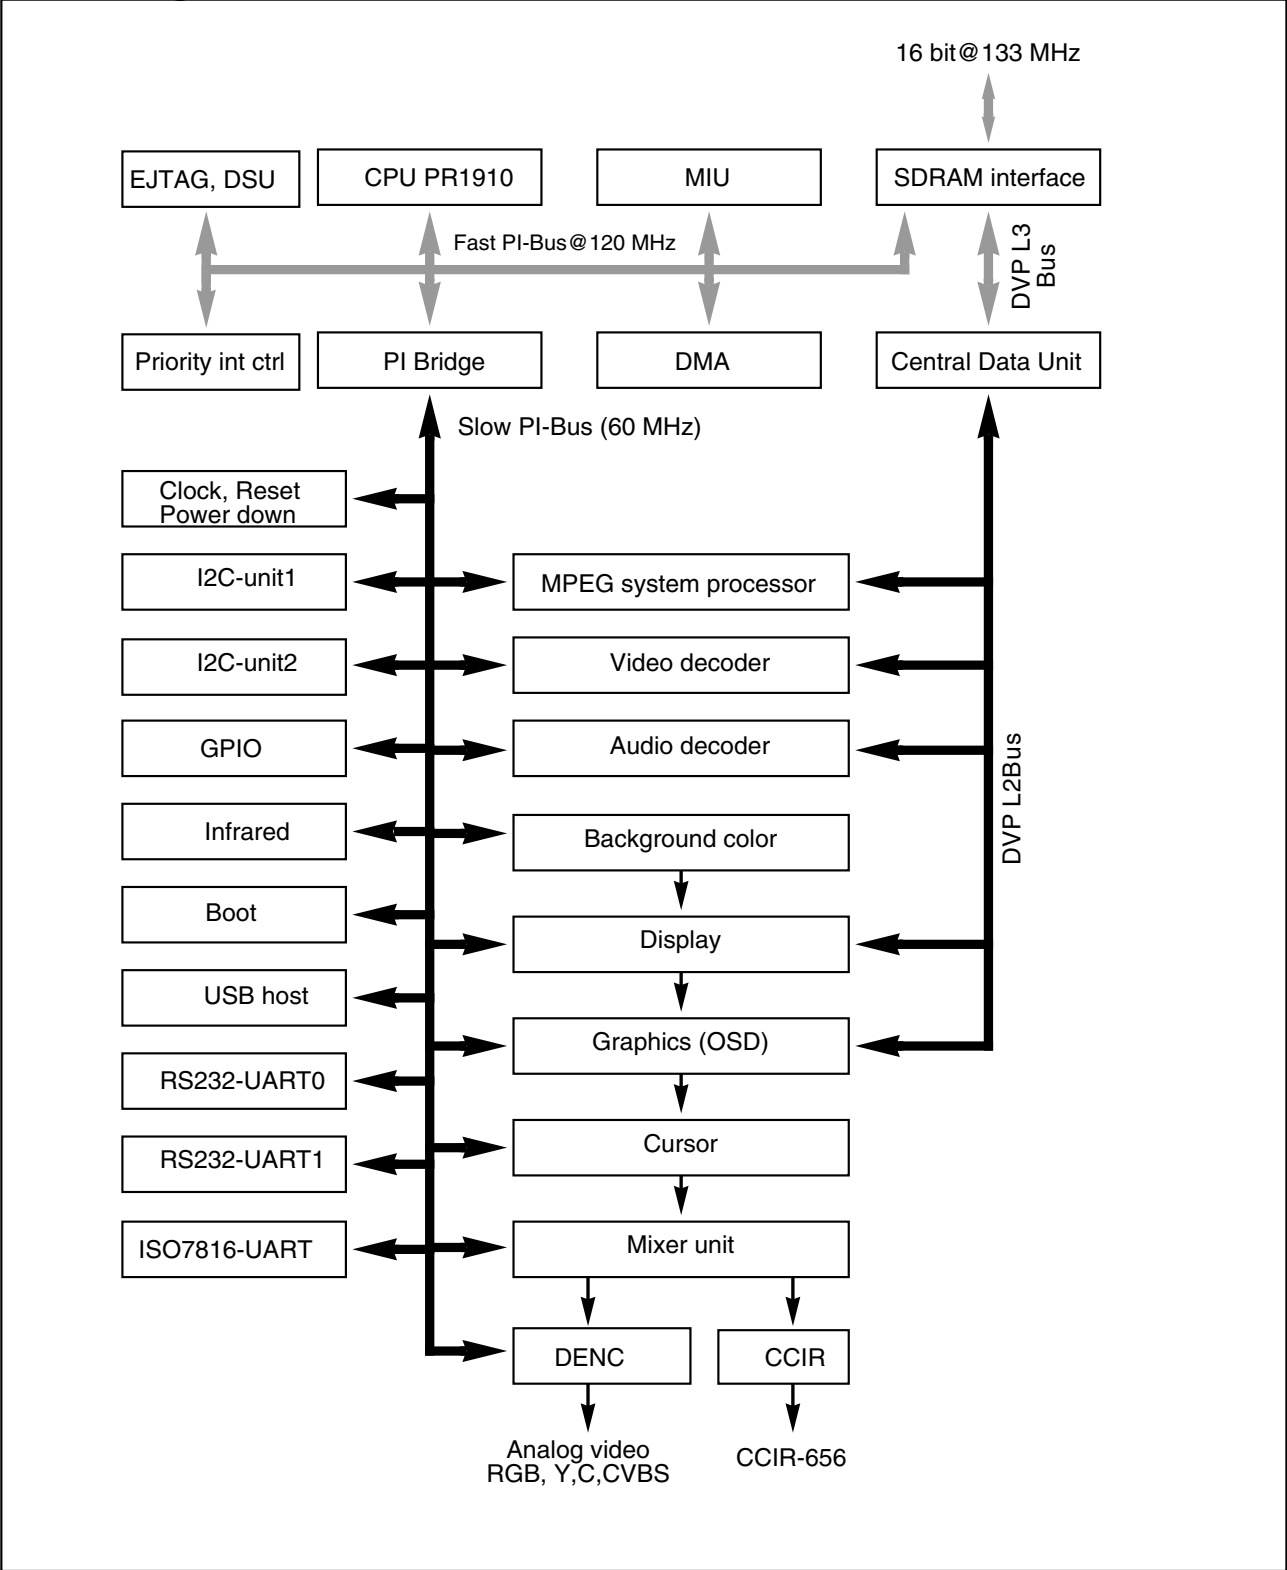 16 bit@133 MHz
EJTAG, DSU
CPU PR1910
MIU
SDRAM interface
Fast PI-Bus@120 MHz
DVP L3
Bus
Priority int ctrl
PI Bridge
DMA
Central Data Unit
Slow PI-Bus (60 MHz)
Clock, Reset
Power down
I2C-unit1
MPEG system processor
I2C-unit2
Video decoder
GPIO
Audio decoder
DVP L2Bus
Infrared
Background color
Boot
Display
USB host
Graphics (OSD)
RS232-UART0
Cursor
RS232-UART1
Mixer unit
ISO7816-UART
DENC
CCIR
Analog video
RGB, Y,C,CVBS
CCIR-656